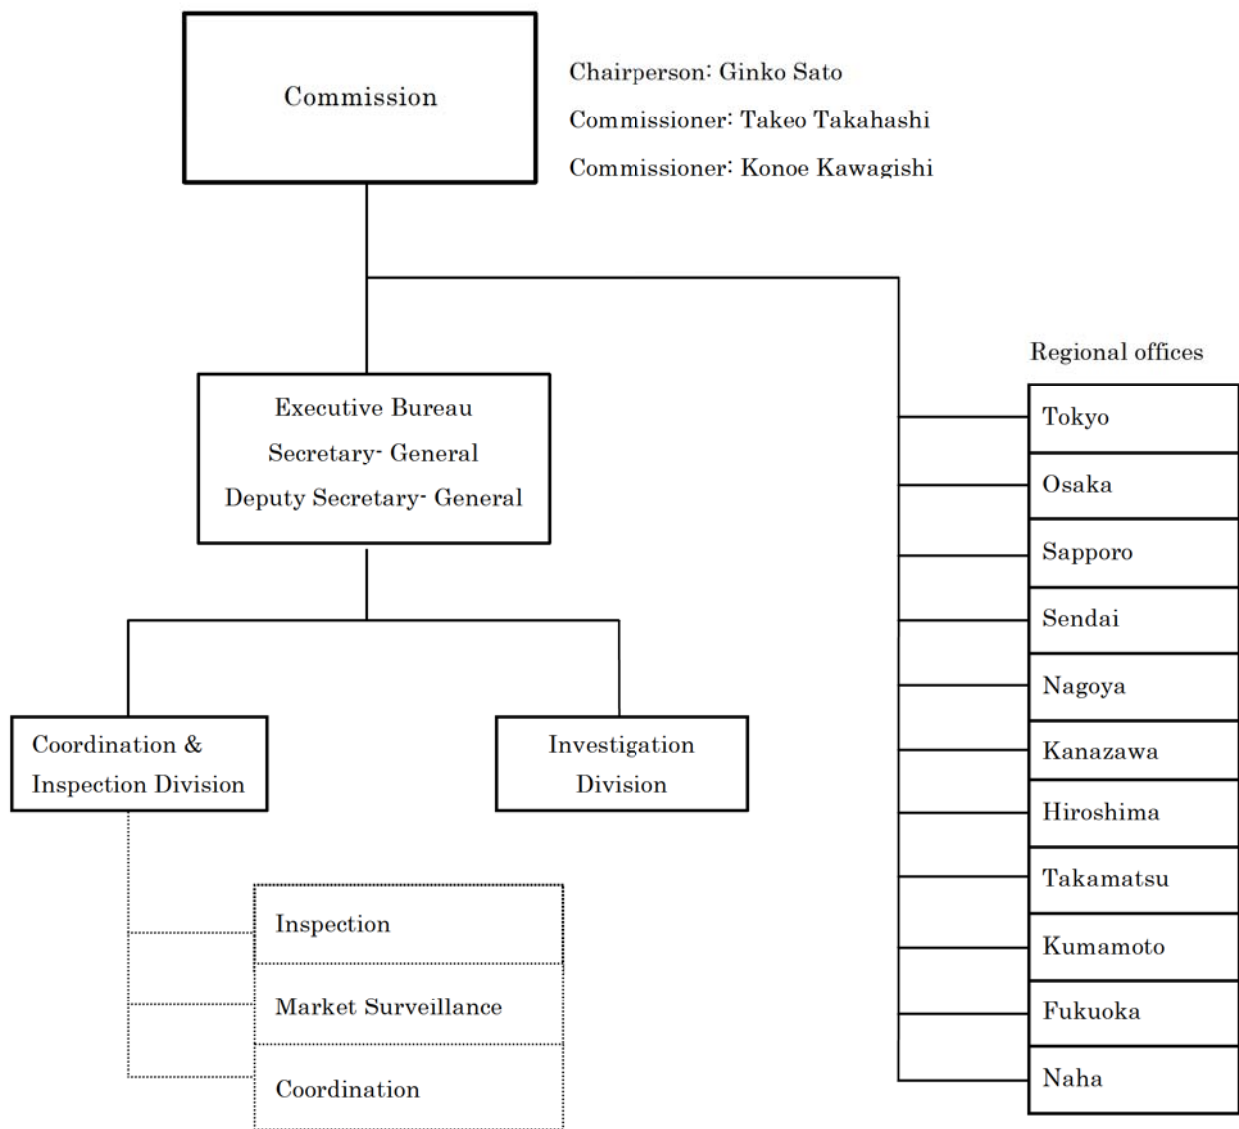 Commission
Chairperson: Ginko Sato
Commissioner: Takeo Takahashi
Commissioner: Konoe Kawagishi
Executive Bureau
Secretary- General
Deputy Secretary- General
Coordination &
Inspection Division
Investigation
Division
Inspection
Market Surveillance
Coordination
Regional offices
Tokyo
Osaka
Sapporo
Sendai
Nagoya
Kanazawa
Hiroshima
Takamatsu
Kumamoto
Fukuoka
Naha